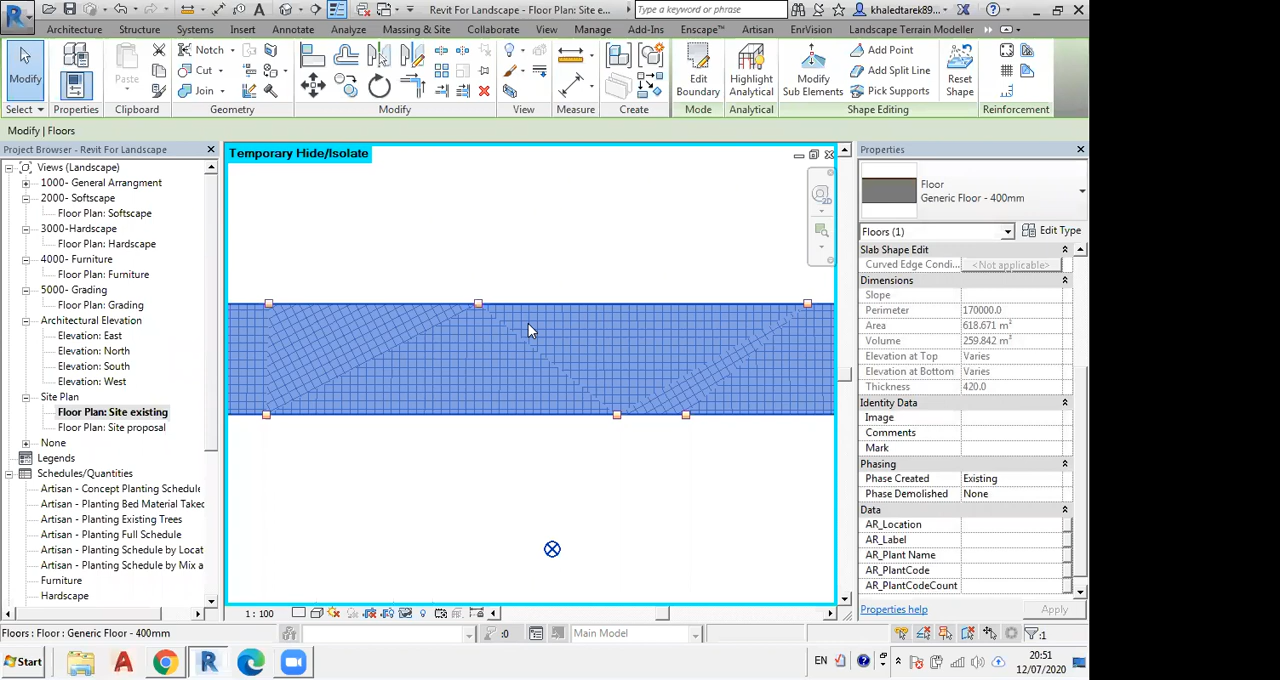 Revit For Landscape - Floor Plan: Site e...
Type a keyword or phrase
khaledtarek89...
Architecture Structure Systems Insert Annotate Analyze Massing & Site Collaborate View Manage Add-Ins Enscape™ Artisan EnRVision Landscape Terrain Modeller
Modify
Select
Properties
Paste
Clipboard
Notch
Cut
Join
Geometry
Modify
View
Measure
Create
Edit Boundary
Mode
Highlight Analytical
Analytical
Modify Sub Elements
Add Point
Add Split Line
Pick Supports
Reset Shape
Shape Editing
Reinforcement
Modify | Floors
Project Browser - Revit For Landscape
Views (Landscape)
1000- General Arrangment
2000- Softscape
Floor Plan: Softscape
3000-Hardscape
Floor Plan: Hardscape
4000- Furniture
Floor Plan: Furniture
5000- Grading
Floor Plan: Grading
Architectural Elevation
Elevation: East
Elevation: North
Elevation: South
Elevation: West
Site Plan
Floor Plan: Site existing
Floor Plan: Site proposal
None
Legends
Schedules/Quantities
Artisan - Concept Planting Schedule
Artisan - Planting Bed Material Takeo
Artisan - Planting Existing Trees
Artisan - Planting Full Schedule
Artisan - Planting Schedule by Locat
Artisan - Planting Schedule by Mix a
Furniture
Hardscape
Temporary Hide/Isolate
2D
1 : 100
Properties
Floor
Generic Floor - 400mm
Floors (1)
Edit Type
Slab Shape Edit
Curved Edge Condi... <Not applicable>
Dimensions
Slope
Perimeter 170000.0
Area 618.671 m²
Volume 259.842 m³
Elevation at Top Varies
Elevation at Bottom Varies
Thickness 420.0
Identity Data
Image
Comments
Mark
Phasing
Phase Created Existing
Phase Demolished None
Data
AR_Location
AR_Label
AR_Plant Name
AR_PlantCode
AR_PlantCodeCount
Properties help
Apply
Floors : Floor : Generic Floor - 400mm
:0
Main Model
:1
Start
EN
20:51
12/07/2020